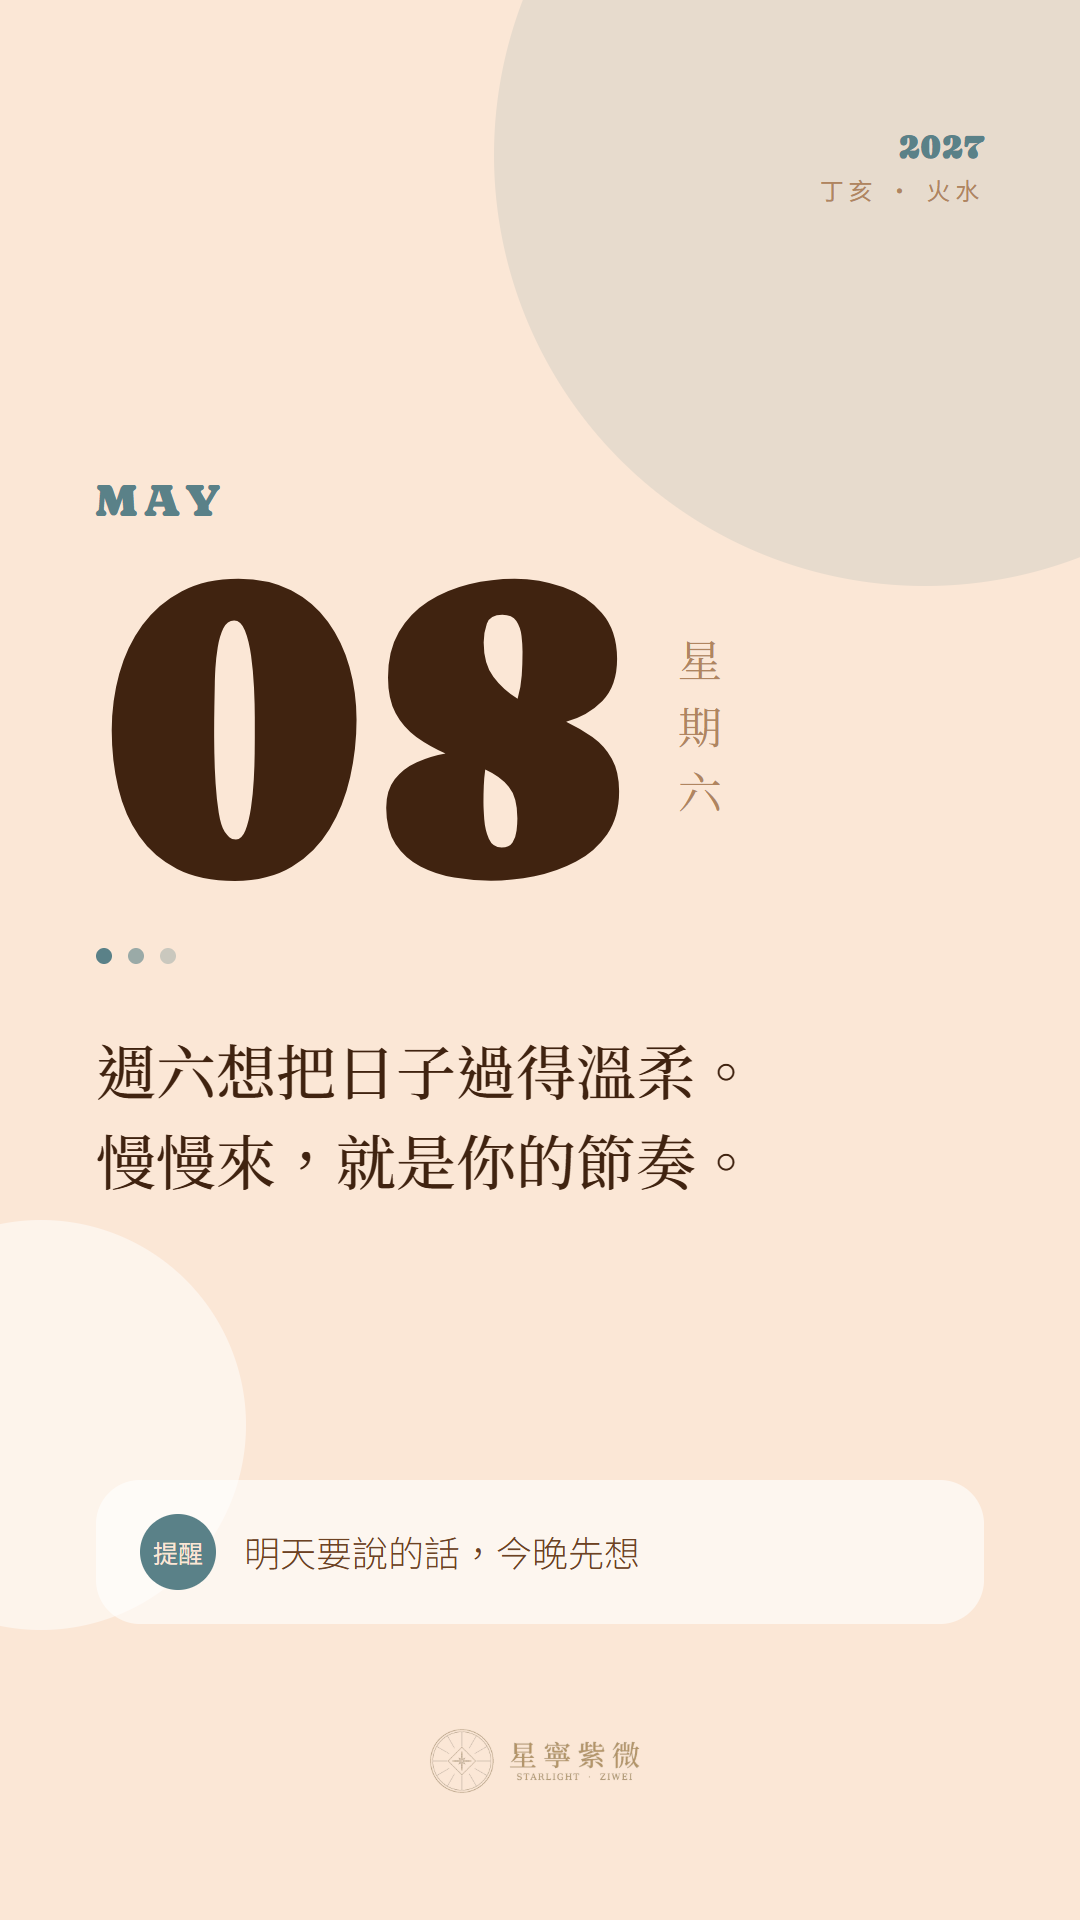 2027
丁亥 · 火水
MAY
08
星期六
週六想把日子過得溫柔。
慢慢來，就是你的節奏。
提醒
明天要說的話，今晚先想
星寧紫微
STARLIGHT · ZIWEI